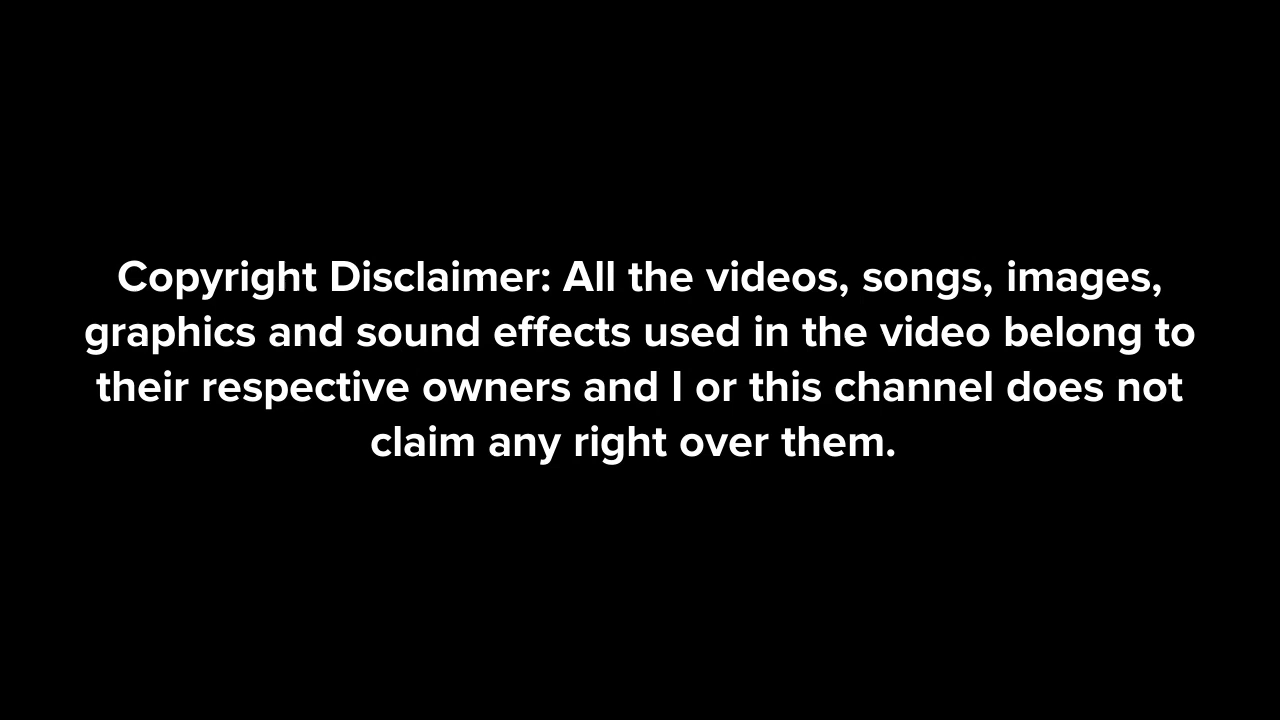 Copyright Disclaimer: All the videos, songs, images,
graphics and sound effects used in the video belong to
their respective owners and I or this channel does not
claim any right over them.